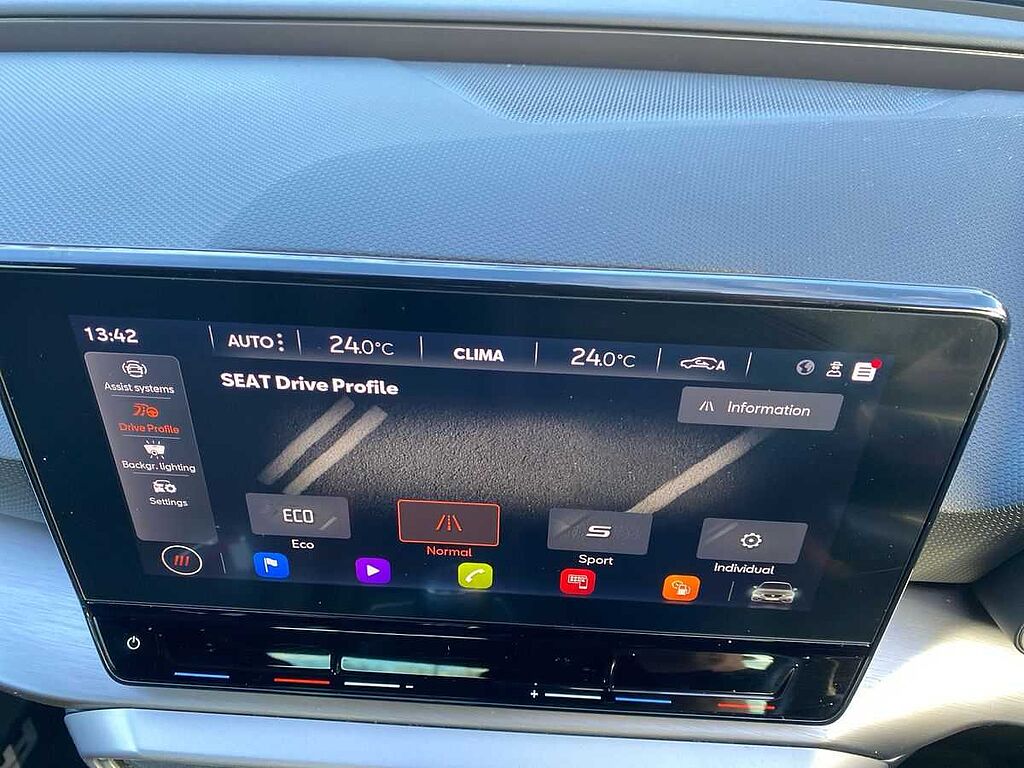 13:42
AUTO
24.0°C
CLIMA
24.0°C
A
SEAT Drive Profile
Information
Assist systems
Drive Profile
Backgr. lighting
Settings
ECO
Eco
Normal
S
Sport
Individual
- +